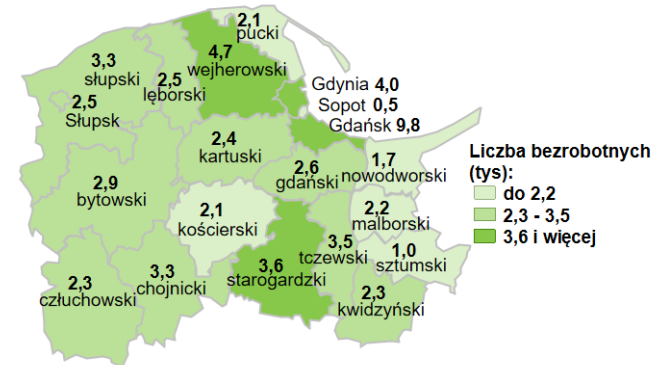 2,1
pucki
4,7
wejherowski
3,3
słupski
2,5
lęborski
2,5
Słupsk
Gdynia 4,0
Sopot 0,5
Gdańsk 9,8
2,4
kartuski
2,6
gdański
1,7
nowodworski
2,9
bytowski
2,1
kościerski
2,2
malborski
3,5
tczewski
1,0
sztumski
3,6
starogardzki
2,3
człuchowski
3,3
chojnicki
2,3
kwidzyński
Liczba bezrobotnych
(tys):
do 2,2
2,3 - 3,5
3,6 i więcej